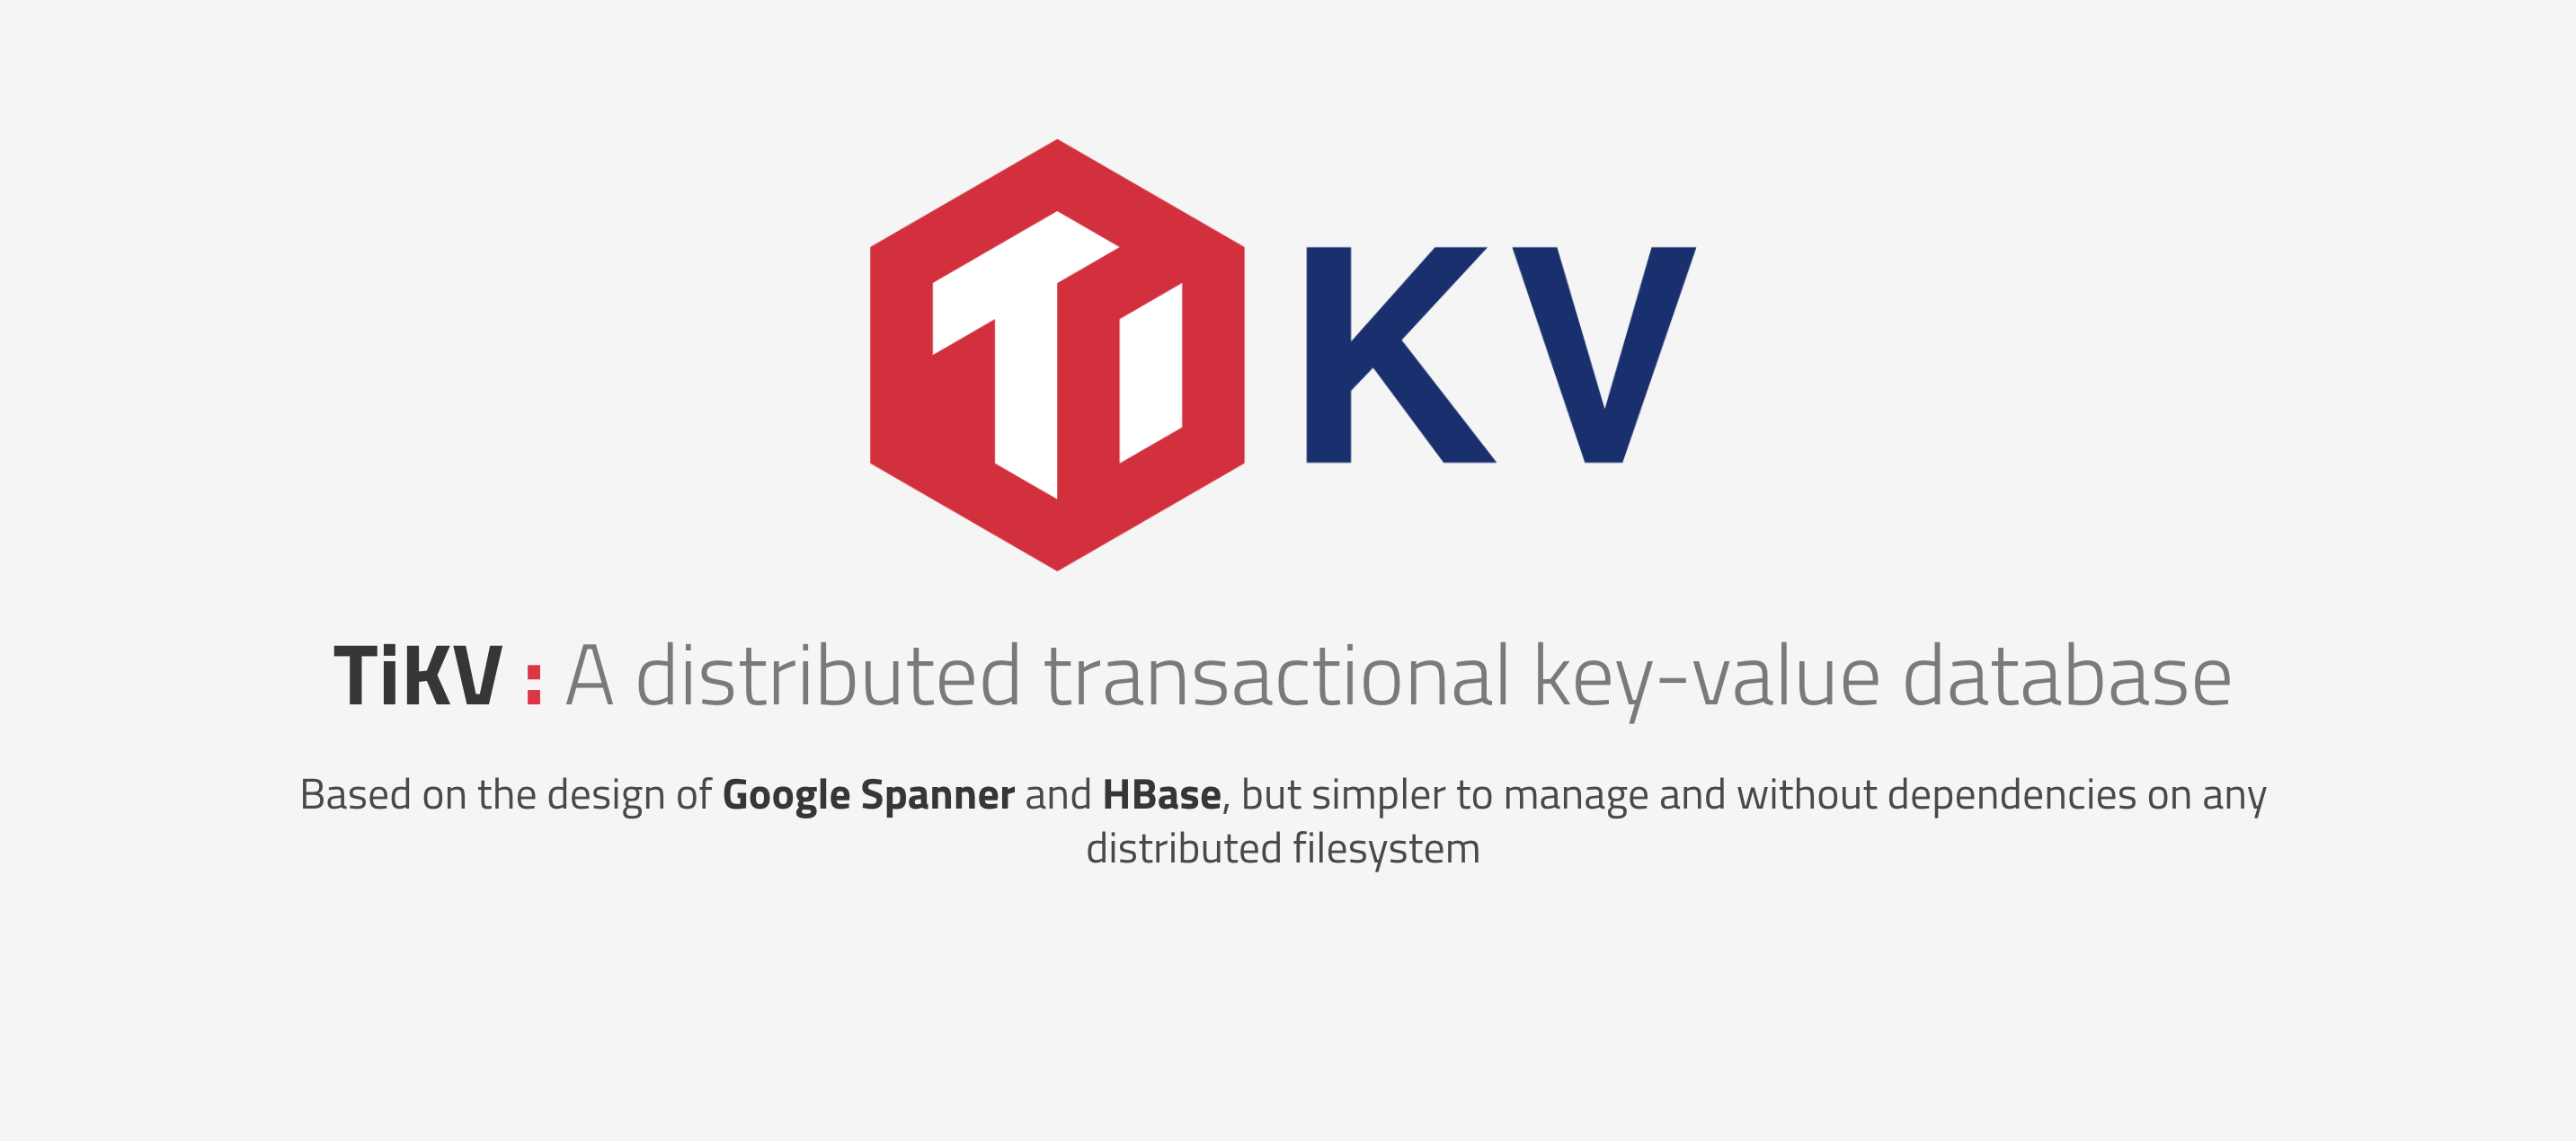 Ti KV
TiKV : A distributed transactional key-value database
Based on the design of Google Spanner and HBase, but simpler to manage and without dependencies on any
distributed filesystem